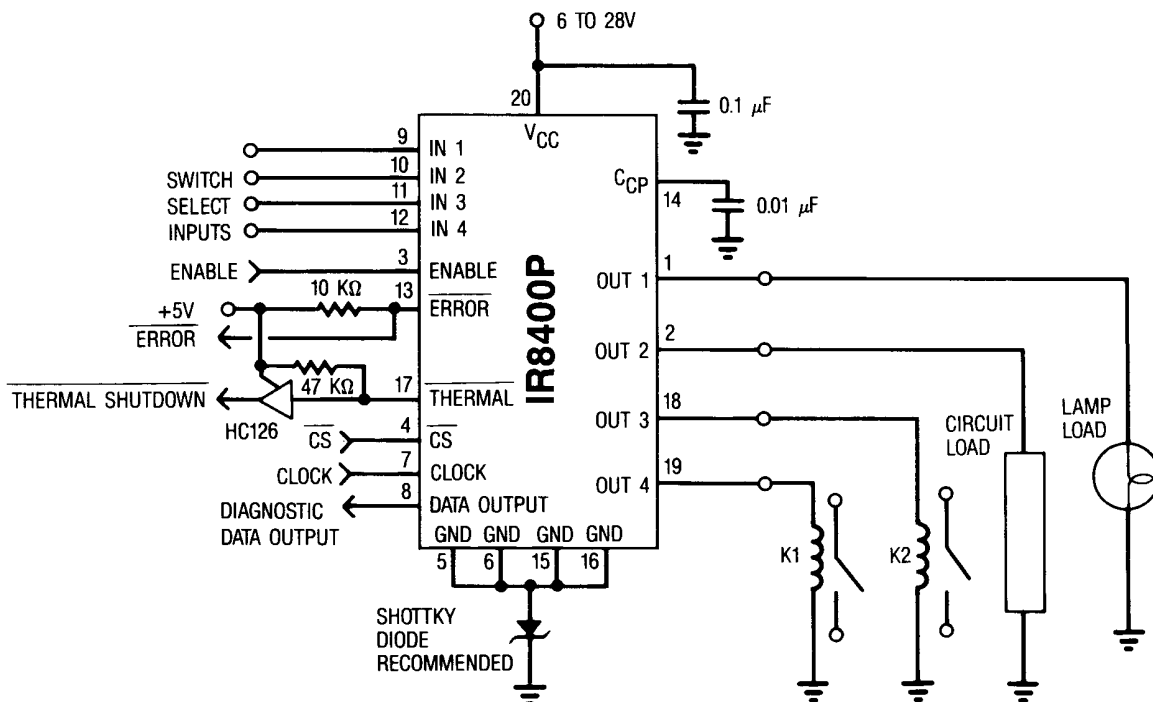 6 TO 28V
20
0.1 µF
V_CC
9
IN 1
10
SWITCH
IN 2
C_CP
11
SELECT
IN 3
14
0.01 µF
12
INPUTS
IN 4
3
1
ENABLE
ENABLE
OUT 1
10 KΩ
13
+5V
ERROR
ERROR
2
OUT 2
IR8400P
47 KΩ
17
THERMAL SHUTDOWN
THERMAL
18
HC126
OUT 3
CIRCUIT
LOAD
LAMP
LOAD
4
CS
CS
7
19
CLOCK
CLOCK
OUT 4
8
DIAGNOSTIC
DATA OUTPUT
DATA OUTPUT
GND
GND
GND
GND
5
6
15
16
K1
K2
SHOTTKY
DIODE
RECOMMENDED